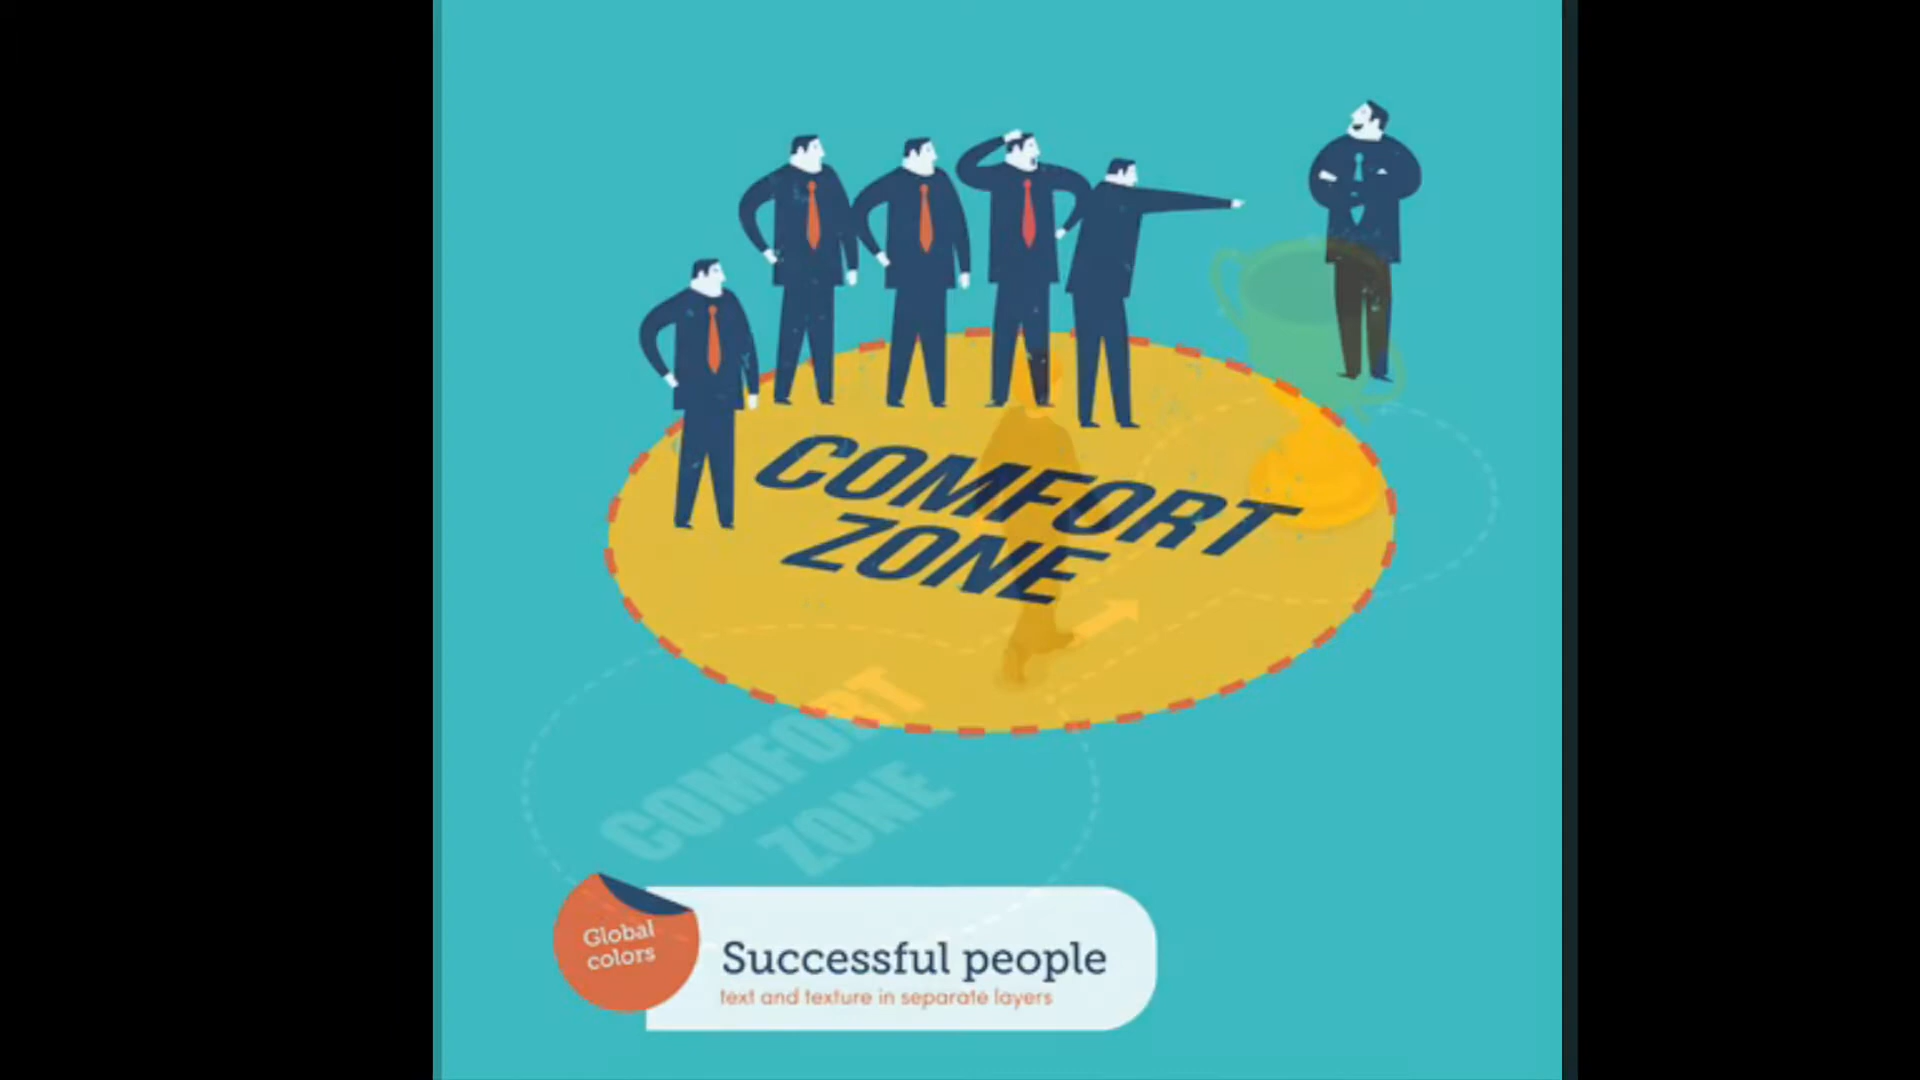 COMFORT
ZONE
COMFORT
ZONE
Global
colors
Successful people
text and texture in separate layers